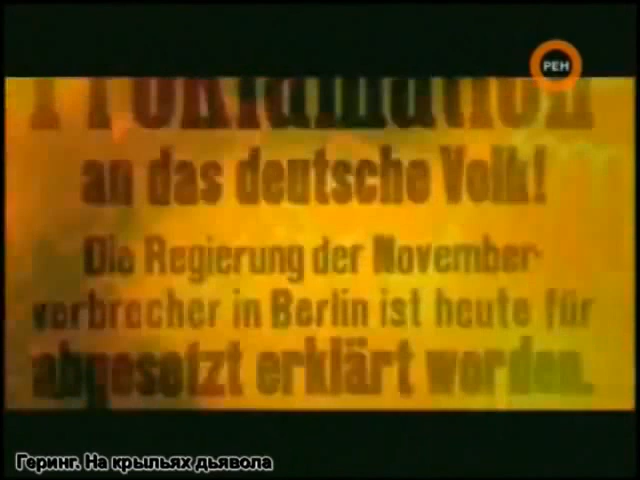 РЕН
Proklamation
an das deutsche Volk!
Die Regierung der November-
verbrecher in Berlin ist heute für
abgesetzt erklärt worden.
Геринг. На крыльях дьявола